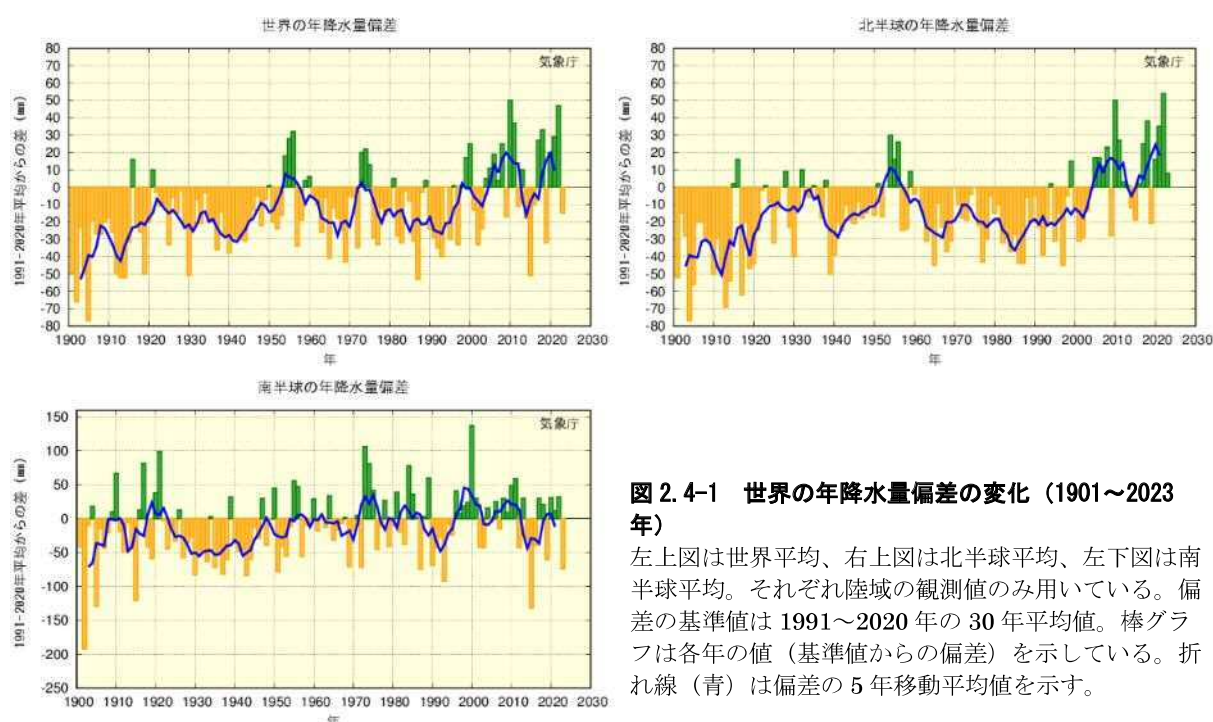 世界の年降水量偏差
気象庁
1991-2020年平均からの差 (mm)
80
70
60
50
40
30
20
10
0
-10
-20
-30
-40
-50
-60
-70
-80
1900 1910 1920 1930 1940 1950 1960 1970 1980 1990 2000 2010 2020 2030
年
北半球の年降水量偏差
気象庁
1991-2020年平均からの差 (mm)
80
70
60
50
40
30
20
10
0
-10
-20
-30
-40
-50
-60
-70
-80
1900 1910 1920 1930 1940 1950 1960 1970 1980 1990 2000 2010 2020 2030
年
南半球の年降水量偏差
気象庁
1991-2020年平均からの差 (mm)
150
100
50
0
-50
-100
-150
-200
-250
1900 1910 1920 1930 1940 1950 1960 1970 1980 1990 2000 2010 2020 2030
年
図 2.4-1 世界の年降水量偏差の変化（1901～2023
年）
左上図は世界平均、右上図は北半球平均、左下図は南
半球平均。それぞれ陸域の観測値のみ用いている。偏
差の基準値は 1991～2020 年の 30 年平均値。棒グラ
フは各年の値（基準値からの偏差）を示している。折
れ線（青）は偏差の 5 年移動平均値を示す。